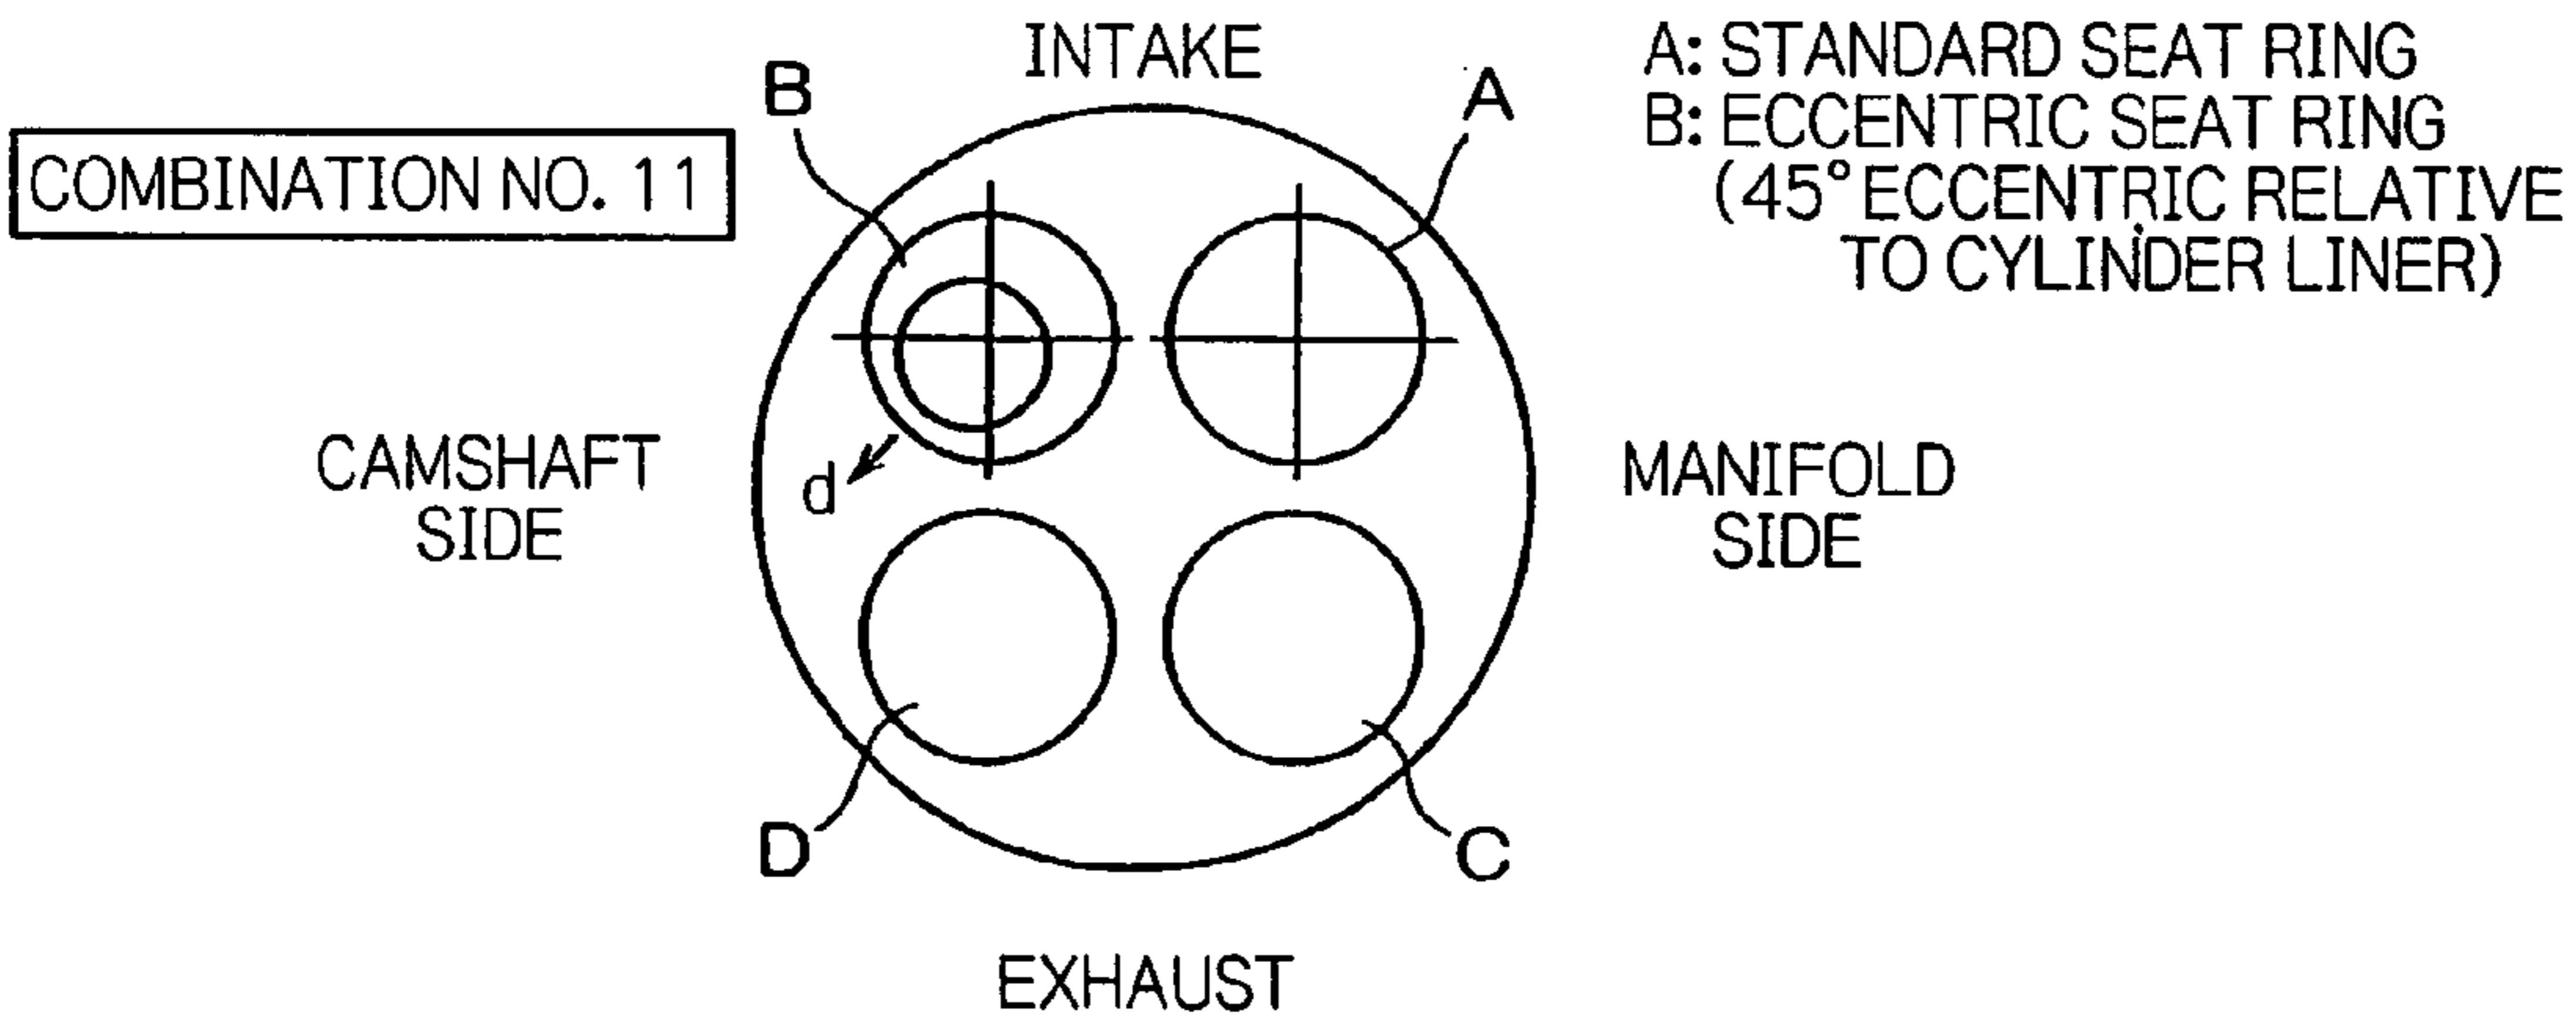 INTAKE
B
A
A: STANDARD SEAT RING
B: ECCENTRIC SEAT RING
(45° ECCENTRIC RELATIVE
TO CYLINDER LINER)
COMBINATION NO. 11
CAMSHAFT
SIDE
d
MANIFOLD
SIDE
D
C
EXHAUST